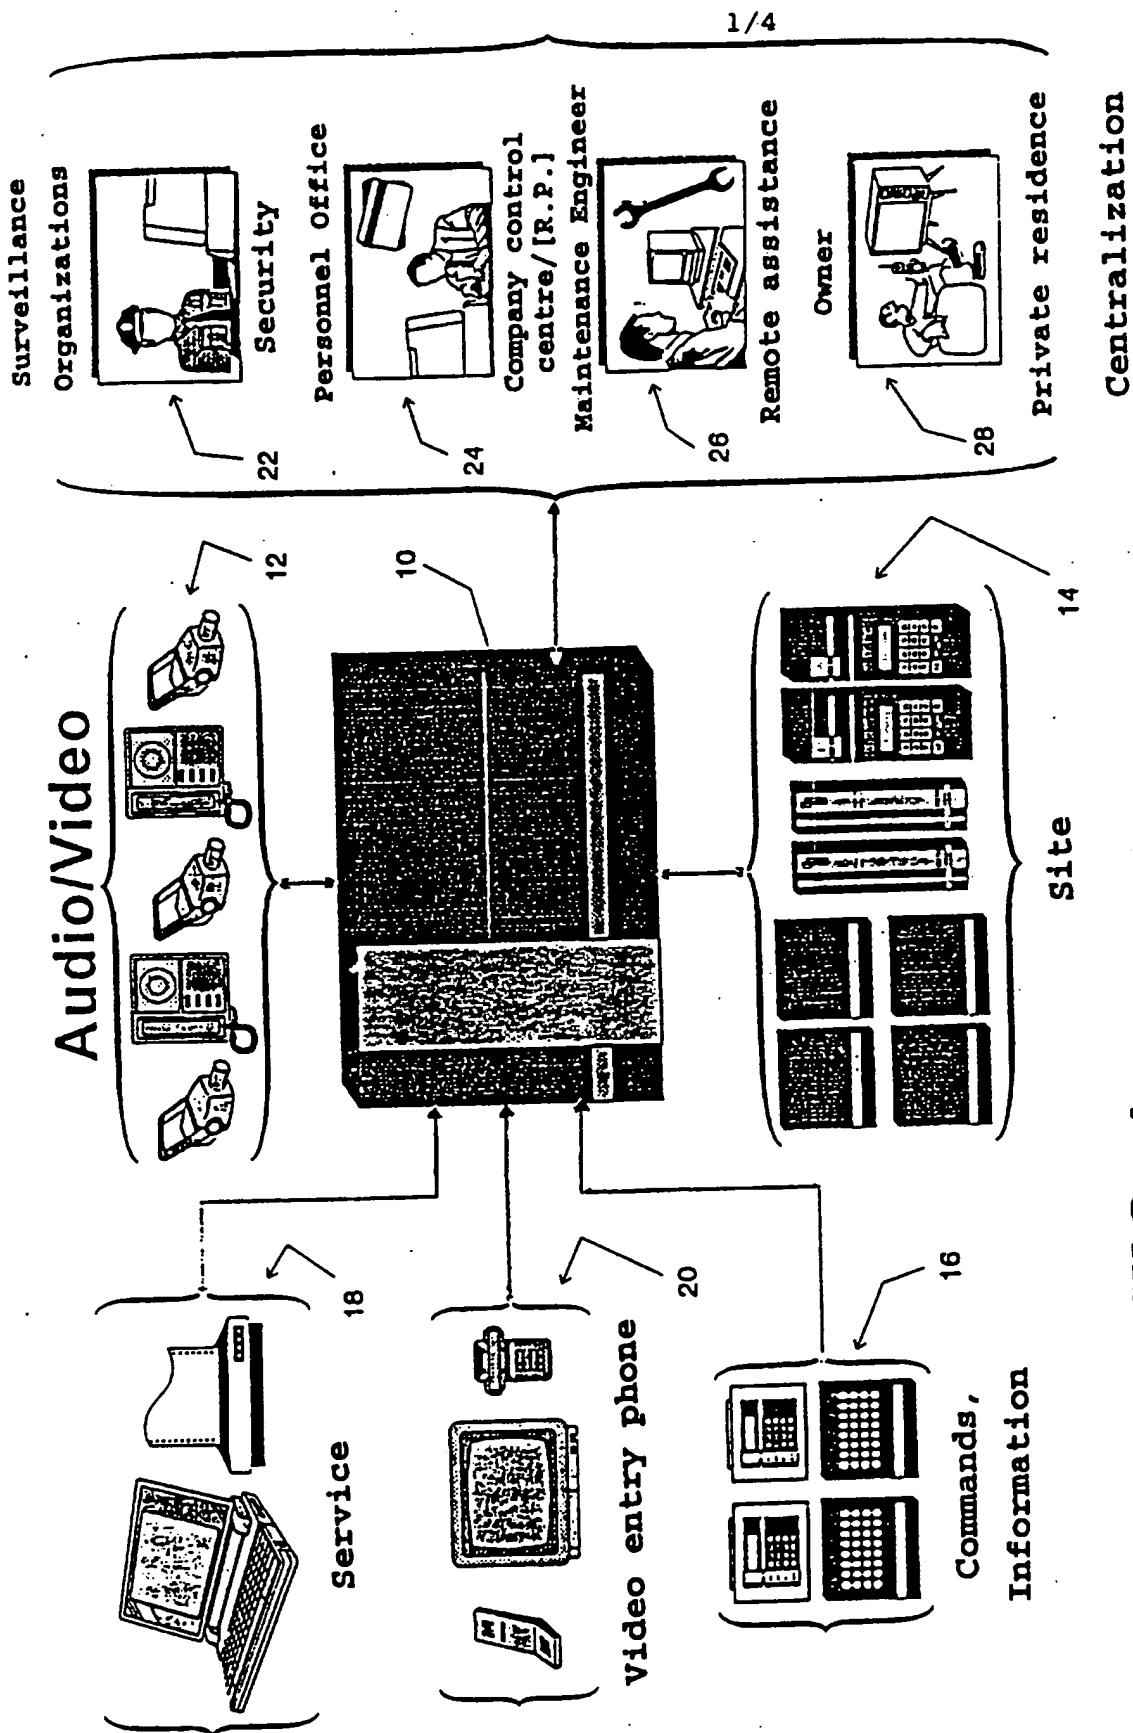 1/4
Audio/Video
12
10
Service
18
Video entry phone
20
Commands,
Information
16
Site
14
Surveillance
Organizations
22
Security
Personnel Office
24
Company control
centre/[R.P.]
Maintenance Engineer
26
Remote assistance
Owner
28
Private residence
Centralization